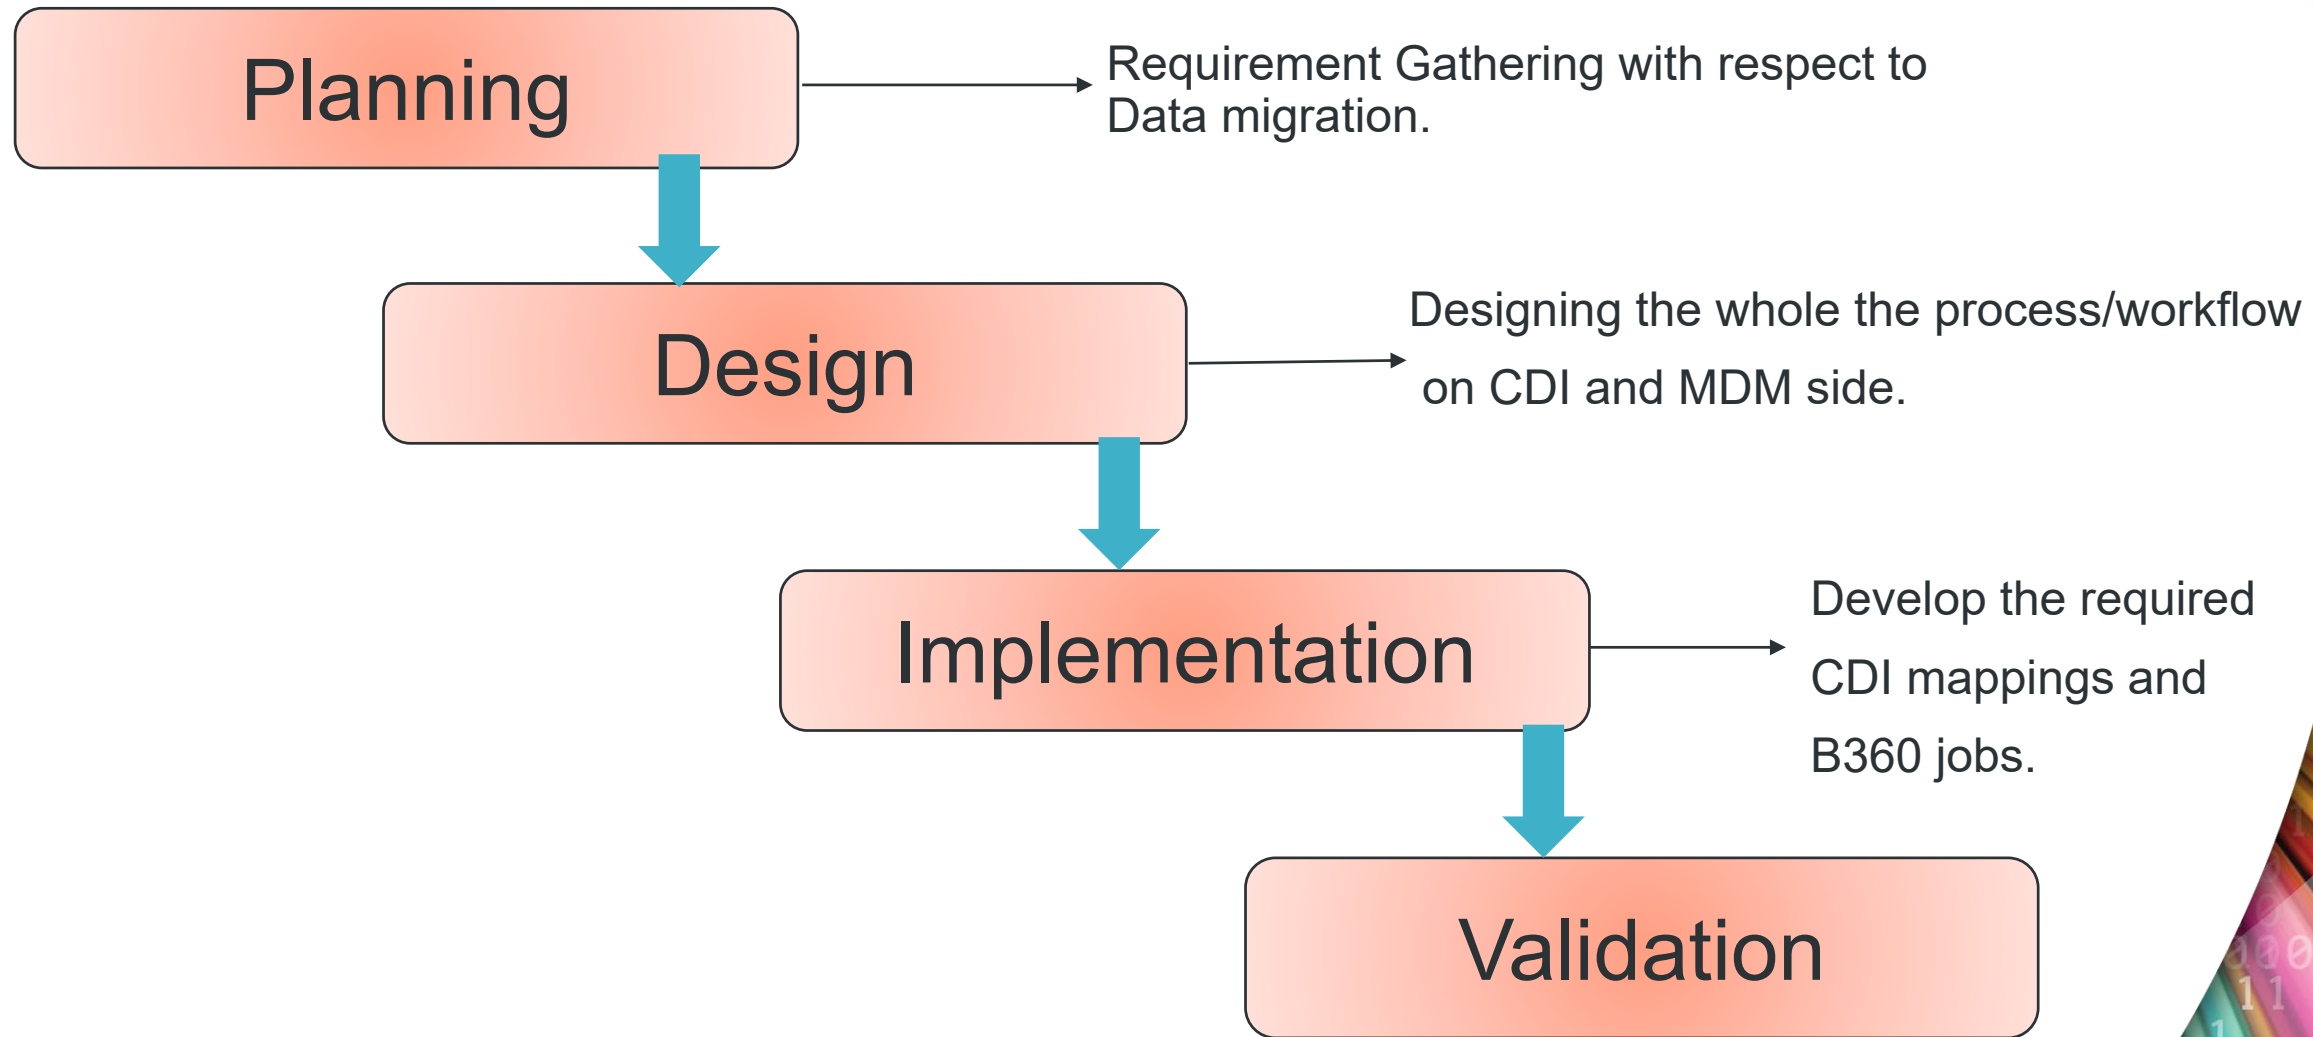 Planning
Requirement Gathering with respect to
Data migration.
Design
Designing the whole the process/workflow
on CDI and MDM side.
Implementation
Develop the required
CDI mappings and
B360 jobs.
Validation